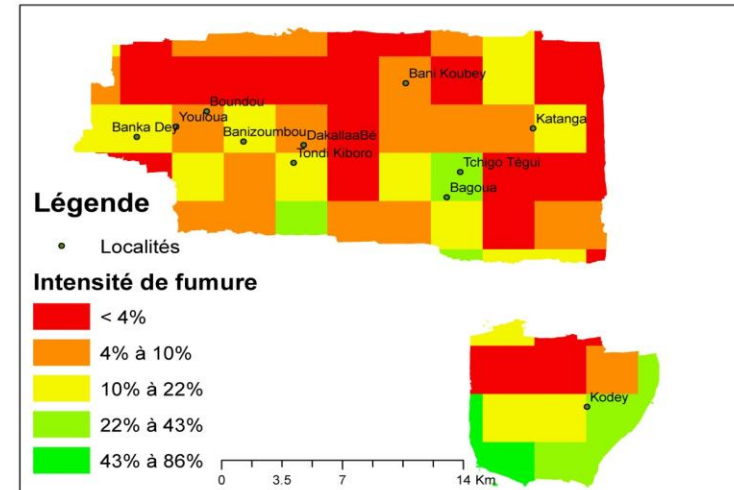 Bani Koubey
Boundou
Youloua
Katanga
Banka Dey
Banizoumbou
DakallaaBé
Tondi Kiboro
Tchigo Tégui
Bagoua
Légende
Localités
Intensité de fumure
< 4%
4% à 10%
10% à 22%
22% à 43%
43% à 86%
Kodey
0 3.5 7 14 Km